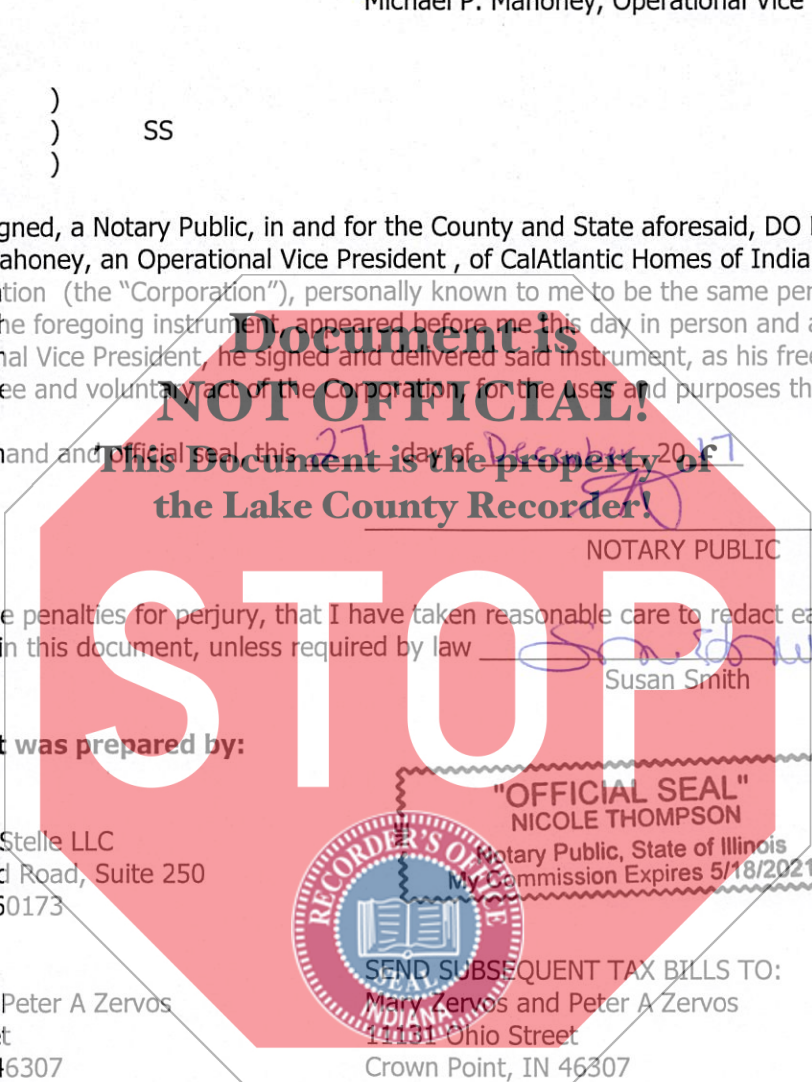 Michael P. Mahoney, Operational Vice
)
) SS
)
gned, a Notary Public, in and for the County and State aforesaid, DO
ahoney, an Operational Vice President , of CalAtlantic Homes of India
tion (the “Corporation”), personally known to me to be the same per
he foregoing instrument, appeared before me this day in person and a
nal Vice President, he signed and delivered said instrument, as his free
ee and voluntary act of the Corporation, for the uses and purposes th
Document is
NOT OFFICIAL!
This Document is the property of
the Lake County Recorder!
hand and official seal, this 27 day of December, 2017
NOTARY PUBLIC
STOP
e penalties for perjury, that I have taken reasonable care to redact ea
in this document, unless required by law
Susan Smith
t was prepared by:
"OFFICIAL SEAL"
NICOLE THOMPSON
Notary Public, State of Illinois
My Commission Expires 5/18/2021
Stelle LLC
d Road, Suite 250
60173
RECORDER'S OFFICE
SEAL
INDIANA
SEND SUBSEQUENT TAX BILLS TO:
Peter A Zervos Mary Zervos and Peter A Zervos
et 11131 Ohio Street
46307 Crown Point, IN 46307